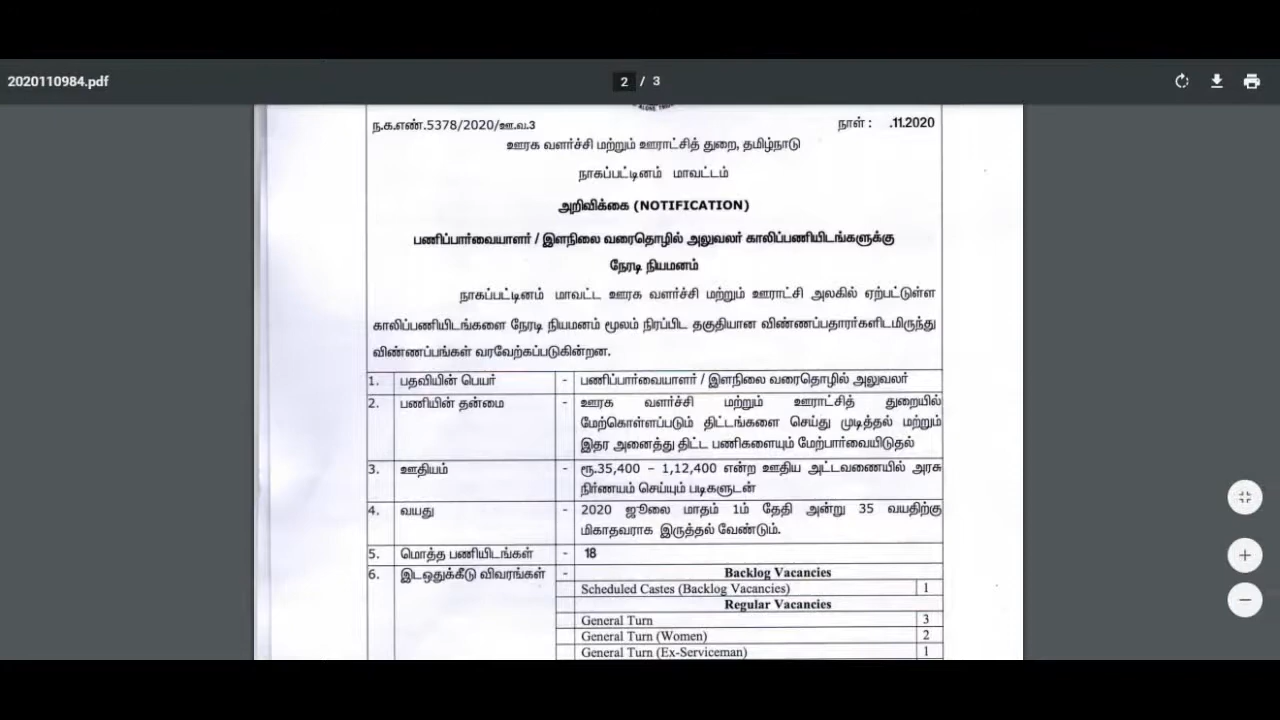 2020110984.pdf
2 / 3
ந.க.எண்.5378/2020/ஊ.வ.3 நாள் : .11.2020
ஊரக வளர்ச்சி மற்றும் ஊராட்சித் துறை, தமிழ்நாடு
நாகப்பட்டினம் மாவட்டம்
அறிவிக்கை (NOTIFICATION)
பணிப்பார்வையாளர் / இளநிலை வரைதொழில் அலுவலர் காலிப்பணியிடங்களுக்கு
நேரடி நியமனம்
நாகப்பட்டினம் மாவட்ட ஊரக வளர்ச்சி மற்றும் ஊராட்சி அலகில் ஏற்பட்டுள்ள
காலிப்பணியிடங்களை நேரடி நியமனம் மூலம் நிரப்பிட தகுதியான விண்ணப்பதாரர்களிடமிருந்து
விண்ணப்பங்கள் வரவேற்கப்படுகின்றன.
1. பதவியின் பெயர் - பணிப்பார்வையாளர் / இளநிலை வரைதொழில் அலுவலர்
2. பணியின் தன்மை - ஊரக வளர்ச்சி மற்றும் ஊராட்சித் துறையில்
மேற்கொள்ளப்படும் திட்டங்களை செய்து முடித்தல் மற்றும்
இதர அனைத்து திட்ட பணிகளையும் மேற்பார்வையிடுதல்
3. ஊதியம் - ரூ.35,400 – 1,12,400 என்ற ஊதிய அட்டவணையில் அரசு
நிர்ணயம் செய்யும் படிகளுடன்
4. வயது - 2020 ஜூலை மாதம் 1ம் தேதி அன்று 35 வயதிற்கு
மிகாதவராக இருத்தல் வேண்டும்.
5. மொத்த பணியிடங்கள் - 18
6. இடஒதுக்கீடு விவரங்கள் - Backlog Vacancies
Scheduled Castes (Backlog Vacancies) 1
Regular Vacancies
General Turn 3
General Turn (Women) 2
General Turn (Ex-Serviceman) 1